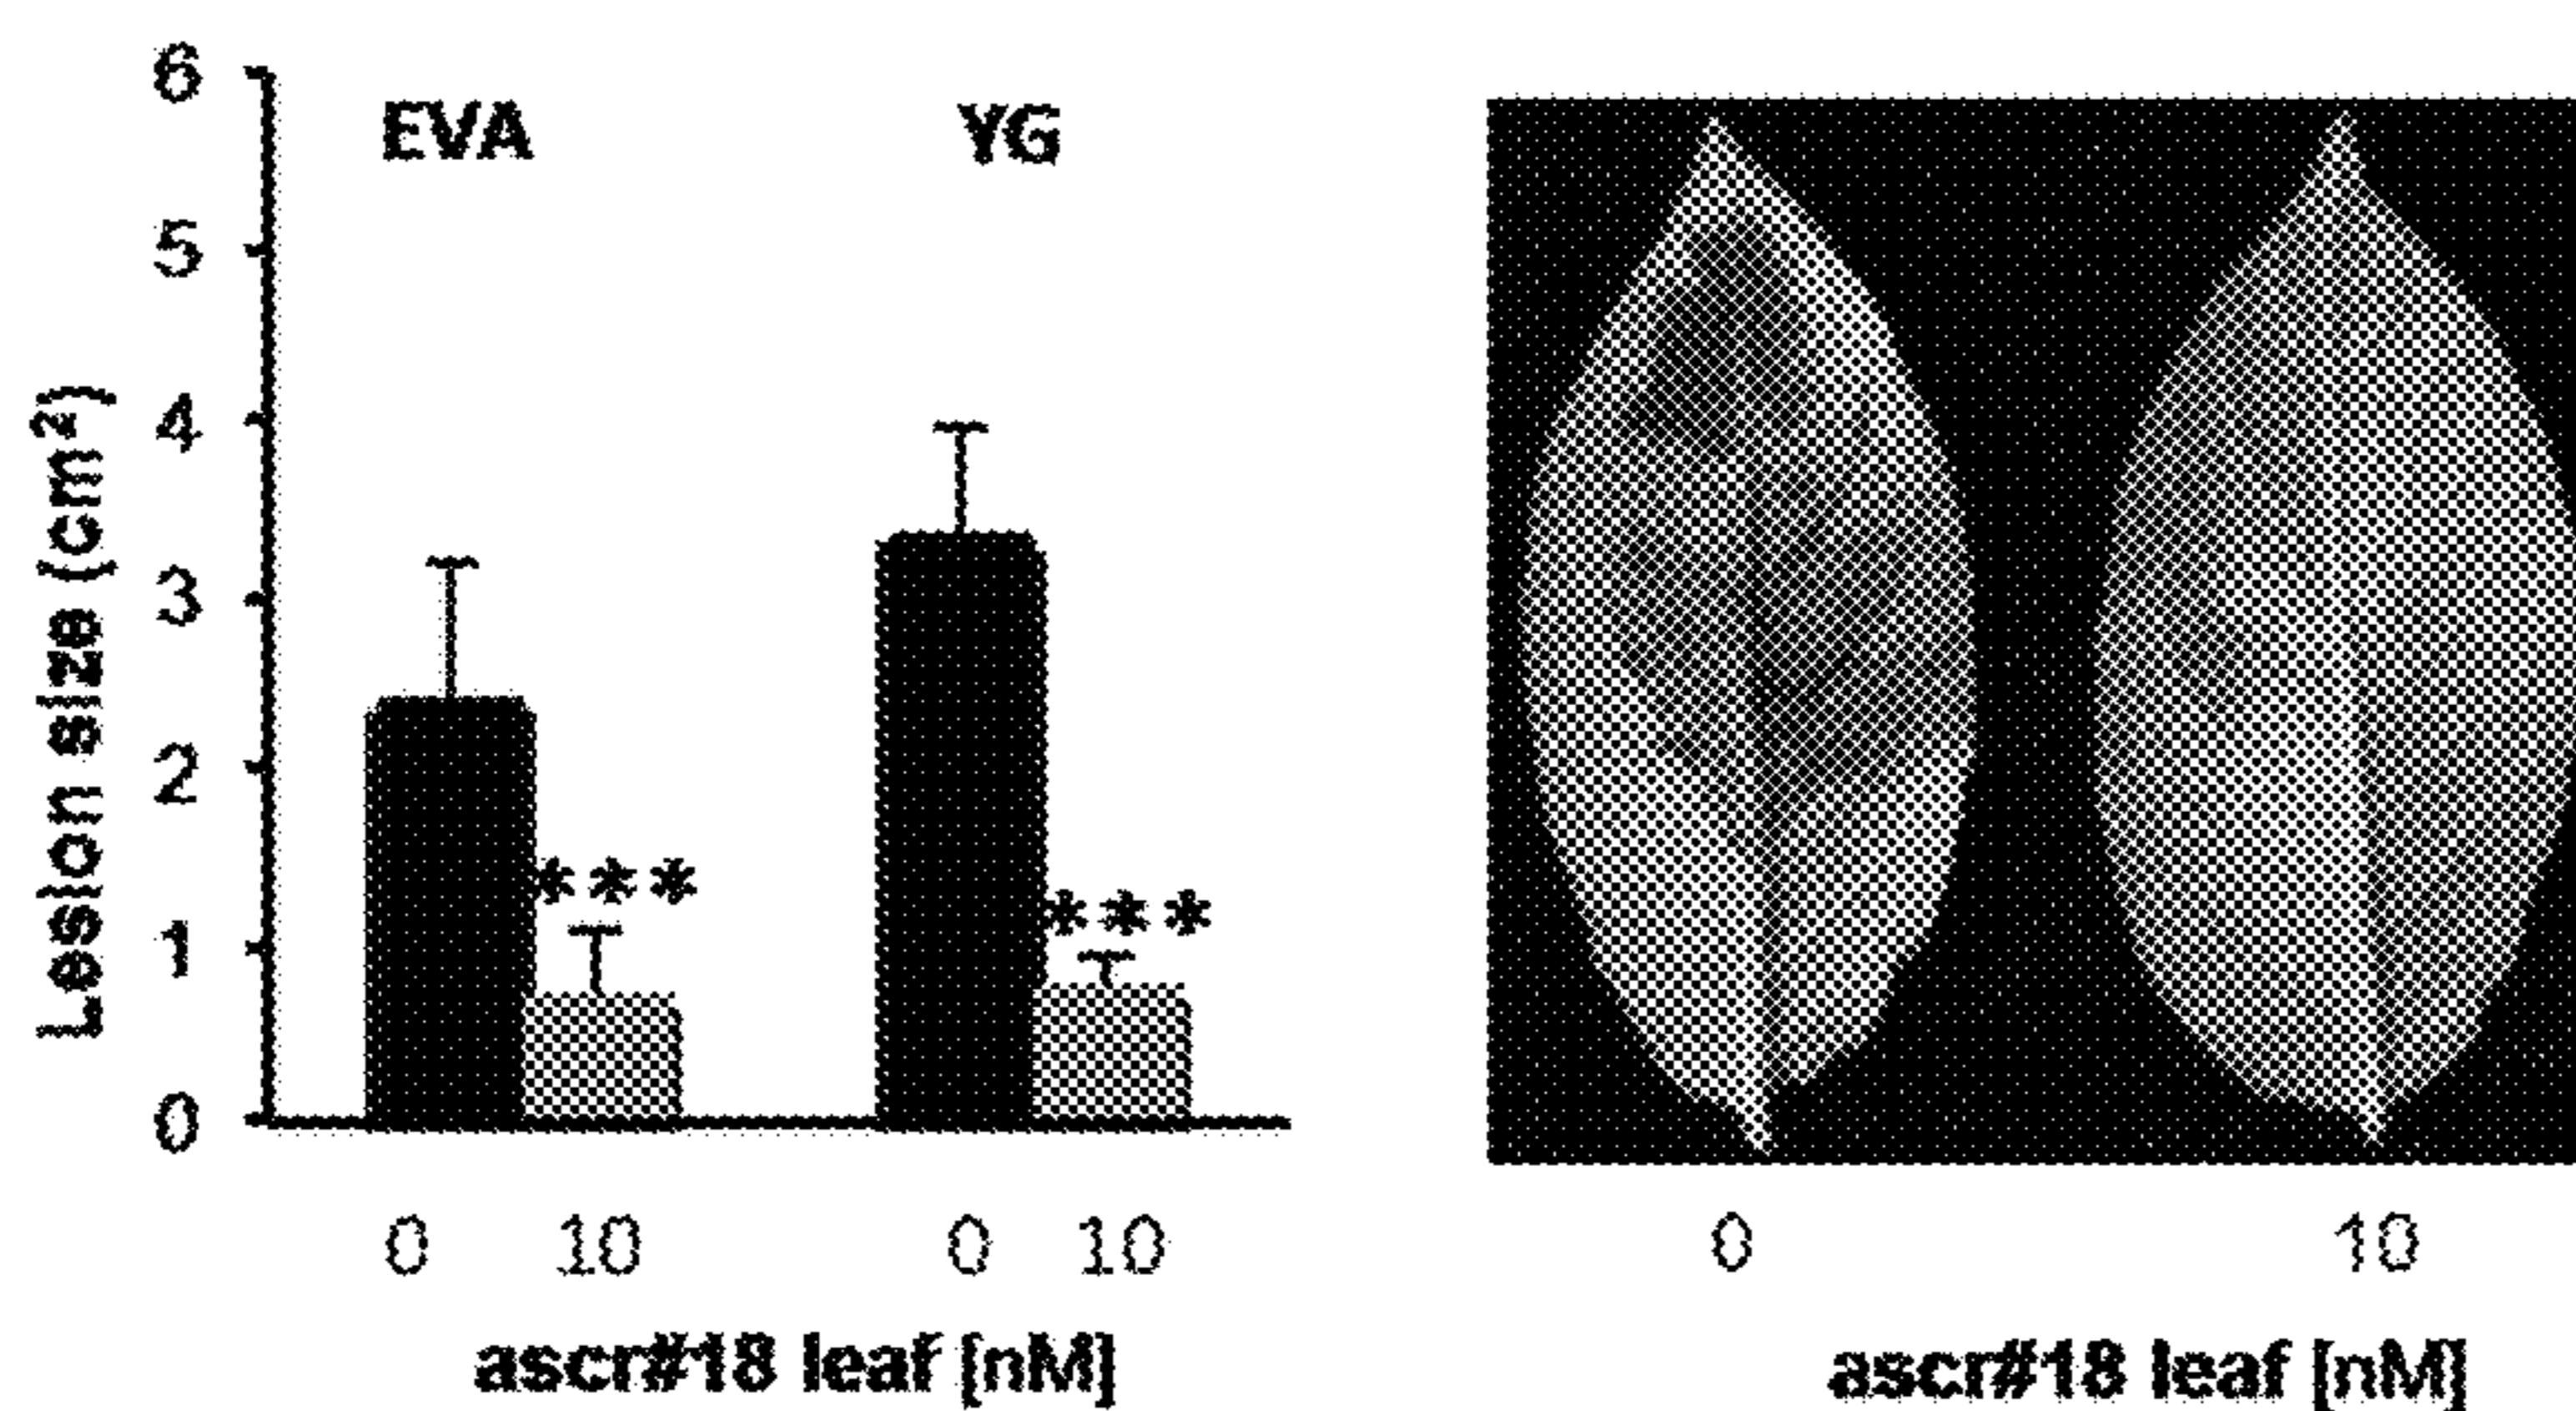 Lesion size (cm²)
6
5
4
3
2
1
0
EVA YG
***
***
0 10 0 10
ascr#18 leaf [nM]
0 10
ascr#18 leaf [nM]